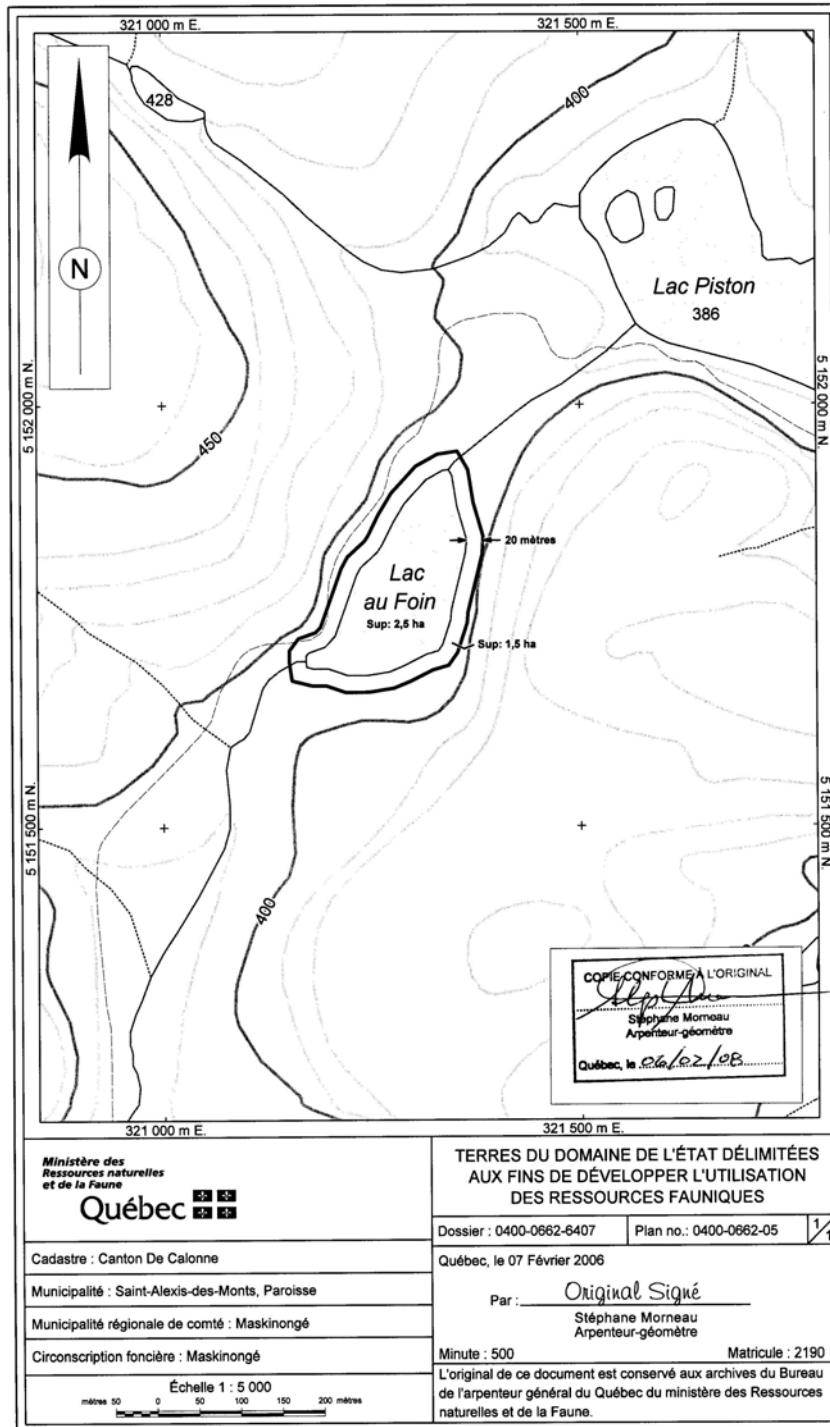 321 000 m E.
321 500 m E.
428
400
N
Lac Piston
386
5 152 000 m N.
5 152 000 m N.
450
20 mètres
Lac
au Foin
Sup: 2,5 ha
Sup: 1,5 ha
5 151 500 m N.
5 151 500 m N.
400
COPIE CONFORME À L'ORIGINAL
Stéphane Morneau
Arpenteur-géomètre
Québec, le 06/02/08
321 000 m E.
321 500 m E.
Ministère des
Ressources naturelles
et de la Faune
Québec
TERRES DU DOMAINE DE L'ÉTAT DÉLIMITÉES
AUX FINS DE DÉVELOPPER L'UTILISATION
DES RESSOURCES FAUNIQUES
Dossier : 0400-0662-6407
Plan no.: 0400-0662-05
1/1
Cadastre : Canton De Calonne
Municipalité : Saint-Alexis-des-Monts, Paroisse
Municipalité régionale de comté : Maskinongé
Circonscription foncière : Maskinongé
Échelle 1 : 5 000
mètres 50 0 50 100 150 200 mètres
Québec, le 07 Février 2006
Par : Original Signé
Stéphane Morneau
Arpenteur-géomètre
Minute : 500 Matricule : 2190
L'original de ce document est conservé aux archives du Bureau
de l'arpenteur général du Québec du ministère des Ressources
naturelles et de la Faune.